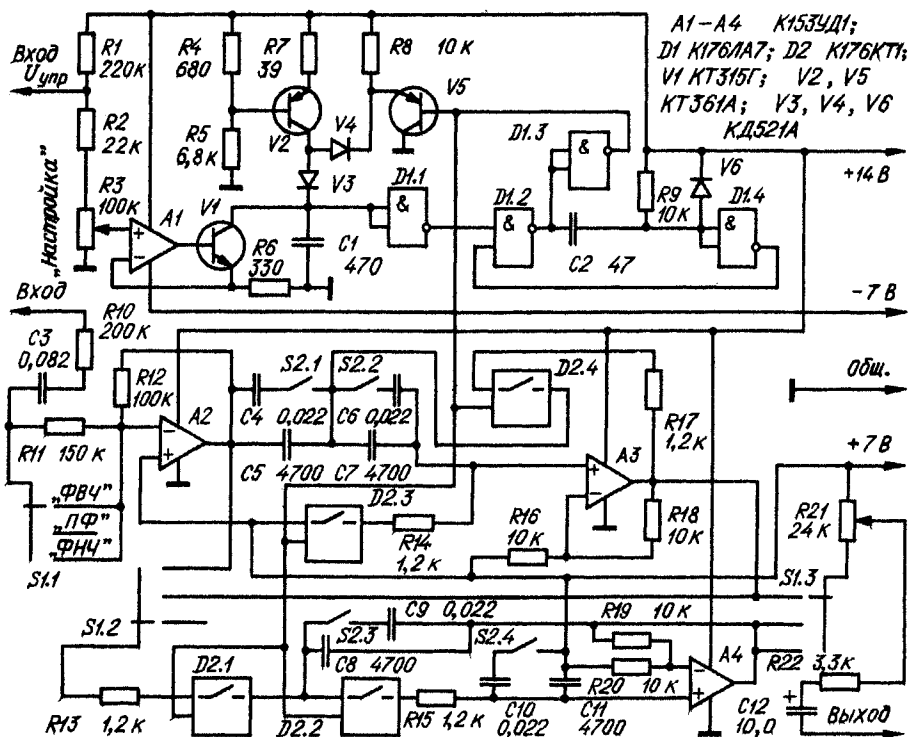 A1–A4 К153УД1;
D1 К176ЛА7; D2 К176КТ1;
V1 КТ315Г; V2, V5
КТ361А; V3, V4, V6
КД521А
Вход
Uупр
R1
220к
R2
22к
R3
100к
„Настройка"
R4
680
R5
6,8к
R7
39
R8
10 к
V2
V4
V5
V3
V1
A1
+
−
R6
330
C1
470
D1.1
&
D1.2
&
D1.3
&
C2 47
R9
10к
V6
D1.4
&
+14 В
−7 В
Вход
R10
200к
C3
0,082
R12
100к
R11 150 к
A2
−
+
S2.1
S2.2
C4
0,022
C6
0,022
C5
4700
C7
4700
D2.4
R17
1,2к
Общ.
+7 В
A3
+
−
R21
24к
„ФВЧ"
„ПФ"
„ФНЧ"
S1.1
D2.3
R14
1,2к
R16
10к
R18
10к
S1.3
S1.2
C9 0,022
S2.3
C8 4700
S2.4
R19 10 к
R20 10 к
A4
−
+
R22 3,3к
R13 1,2 к
D2.1
D2.2
R15 1,2к
C10
0,022
C11
4700
C12
10,0
+
Выход